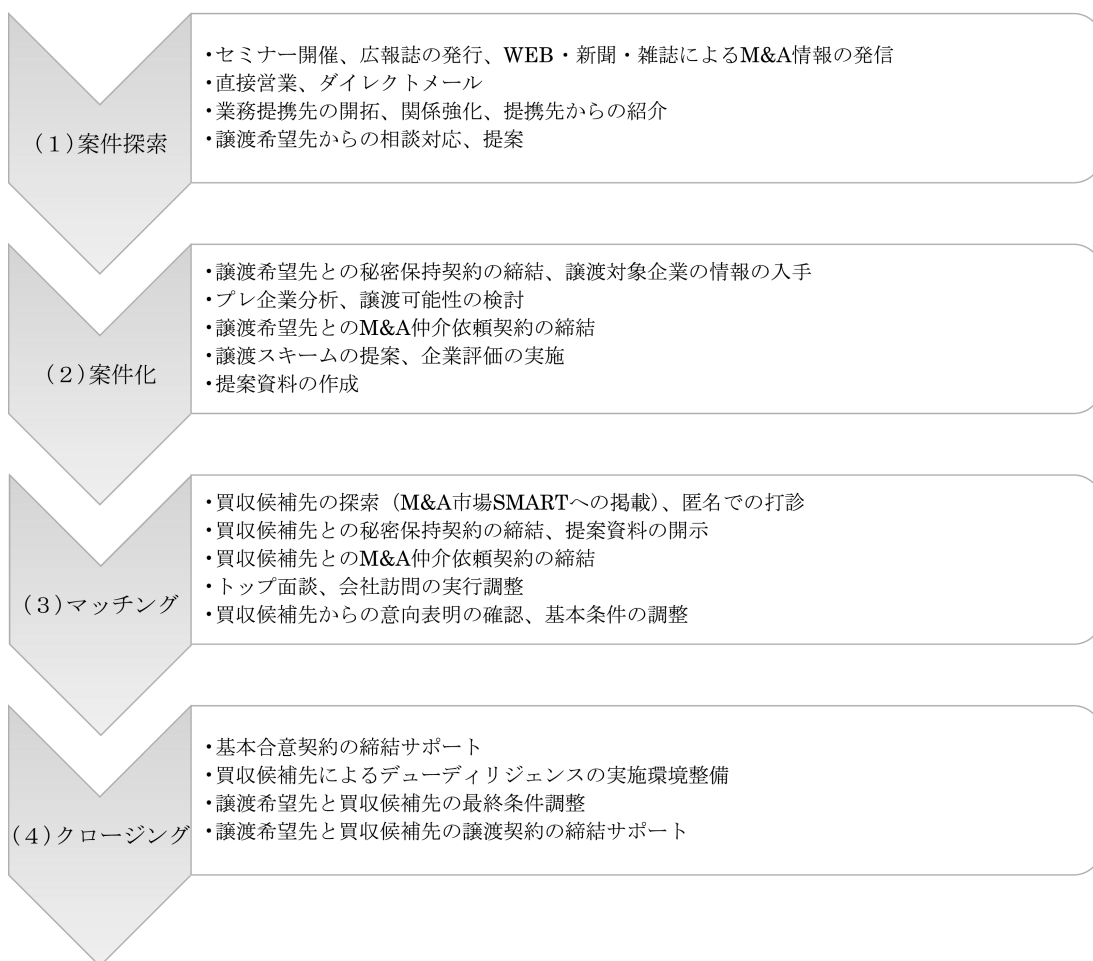 (１)案件探索
・セミナー開催、広報誌の発行、WEB・新聞・雑誌によるM&A情報の発信
・直接営業、ダイレクトメール
・業務提携先の開拓、関係強化、提携先からの紹介
・譲渡希望先からの相談対応、提案
(２)案件化
・譲渡希望先との秘密保持契約の締結、譲渡対象企業の情報の入手
・プレ企業分析、譲渡可能性の検討
・譲渡希望先とのM&A仲介依頼契約の締結
・譲渡スキームの提案、企業評価の実施
・提案資料の作成
(３)マッチング
・買収候補先の探索（M&A市場SMARTへの掲載）、匿名での打診
・買収候補先との秘密保持契約の締結、提案資料の開示
・買収候補先とのM&A仲介依頼契約の締結
・トップ面談、会社訪問の実行調整
・買収候補先からの意向表明の確認、基本条件の調整
(４)クロージング
・基本合意契約の締結サポート
・買収候補先によるデューディリジェンスの実施環境整備
・譲渡希望先と買収候補先の最終条件調整
・譲渡希望先と買収候補先の譲渡契約の締結サポート